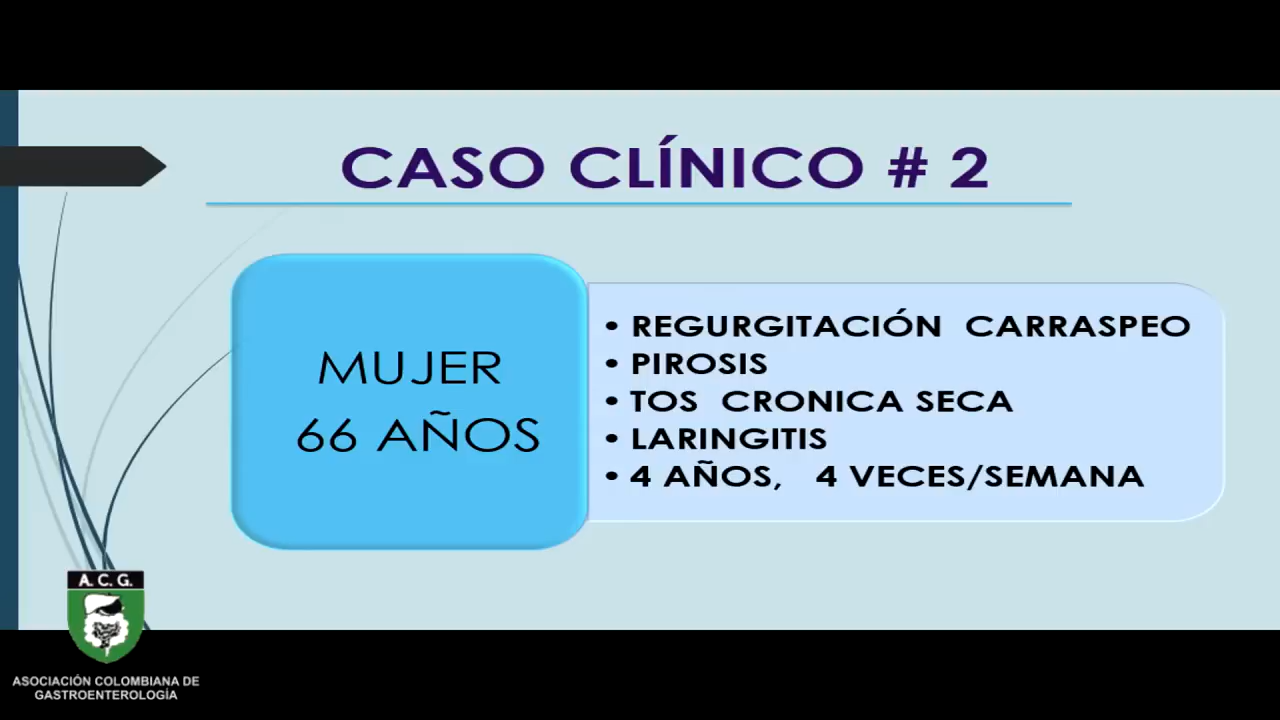 CASO CLÍNICO # 2
MUJER
66 AÑOS
• REGURGITACIÓN CARRASPEO
• PIROSIS
• TOS CRONICA SECA
• LARINGITIS
• 4 AÑOS, 4 VECES/SEMANA
A. C. G.
ASOCIACIÓN COLOMBIANA DE
GASTROENTEROLOGÍA